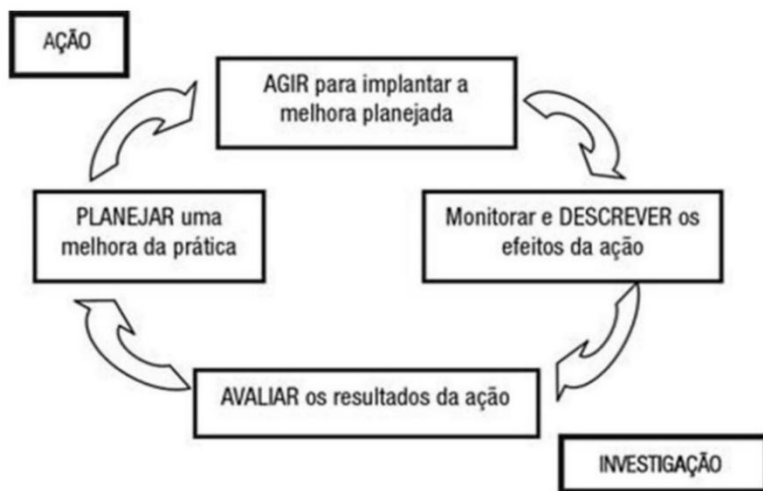 AÇÃO
AGIR para implantar a
melhora planejada
PLANEJAR uma
melhora da prática
Monitorar e DESCREVER os
efeitos da ação
AVALIAR os resultados da ação
INVESTIGAÇÃO